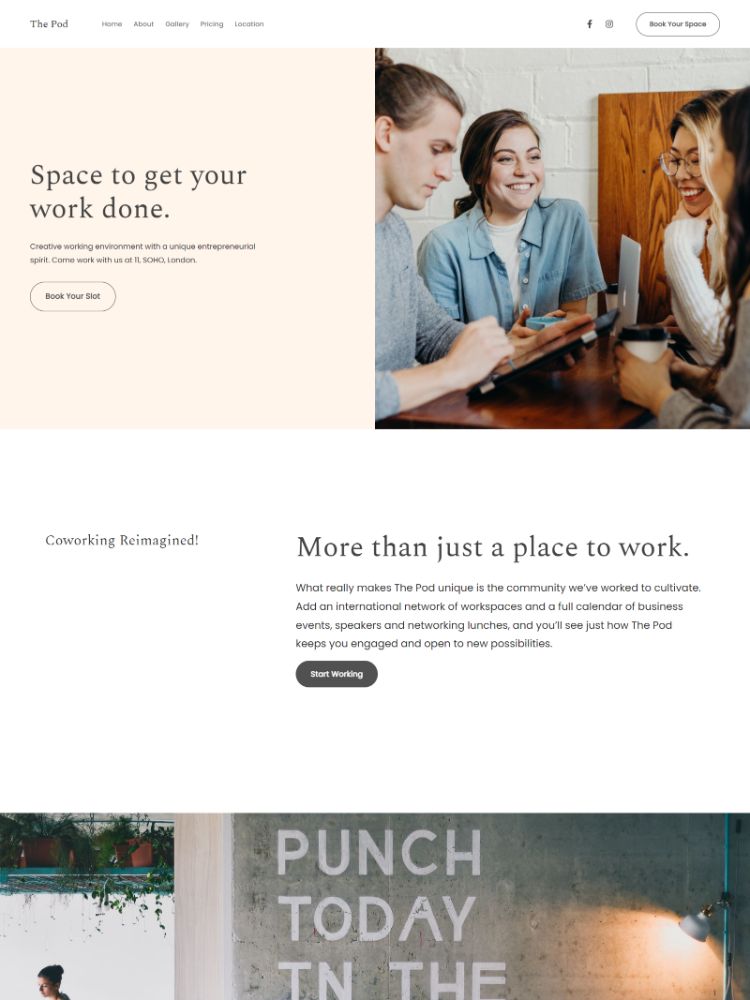 The Pod
Home About Gallery Pricing Location
Book Your Space
Space to get your
work done.
Creative working environment with a unique entrepreneurial
spirit. Come work with us at 11, SOHO, London.
Book Your Slot
Coworking Reimagined!
More than just a place to work.
What really makes The Pod unique is the community we’ve worked to cultivate.
Add an international network of workspaces and a full calendar of business
events, speakers and networking lunches, and you’ll see just how The Pod
keeps you engaged and open to new possibilities.
Start Working
PUNCH
TODAY
IN THE